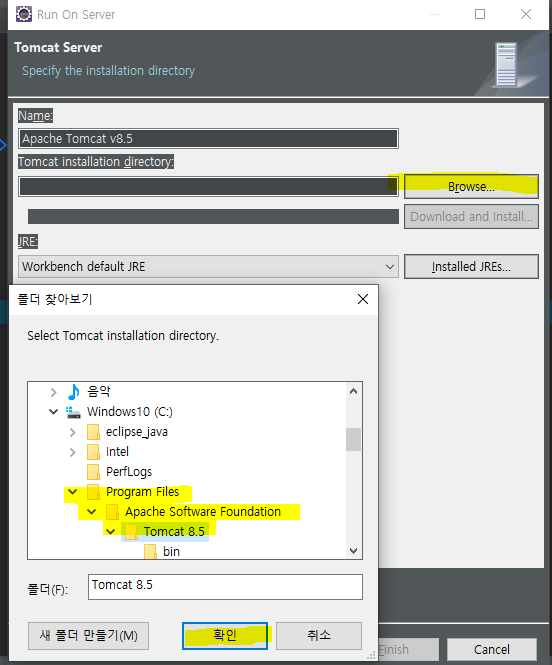 Run On Server
Tomcat Server
Specify the installation directory
Name:
Apache Tomcat v8.5
Tomcat installation directory:
Browse...
Download and Install...
JRE:
Workbench default JRE
Installed JREs...
폴더 찾아보기
Select Tomcat installation directory.
음악
Windows10 (C:)
eclipse_java
Intel
PerfLogs
Program Files
Apache Software Foundation
Tomcat 8.5
bin
폴더(F):
Tomcat 8.5
새 폴더 만들기(M)
확인
취소
Finish
Cancel